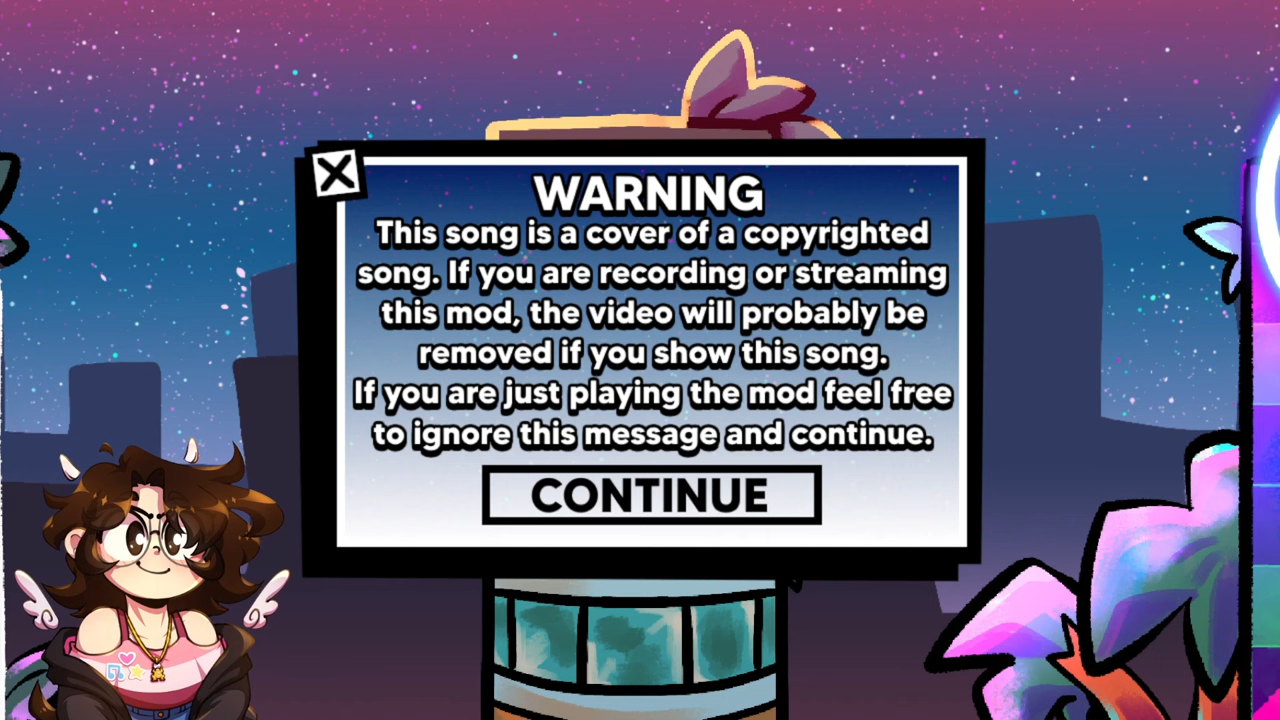 WARNING
This song is a cover of a copyrighted
song. If you are recording or streaming
this mod, the video will probably be
removed if you show this song.
If you are just playing the mod feel free
to ignore this message and continue.
CONTINUE